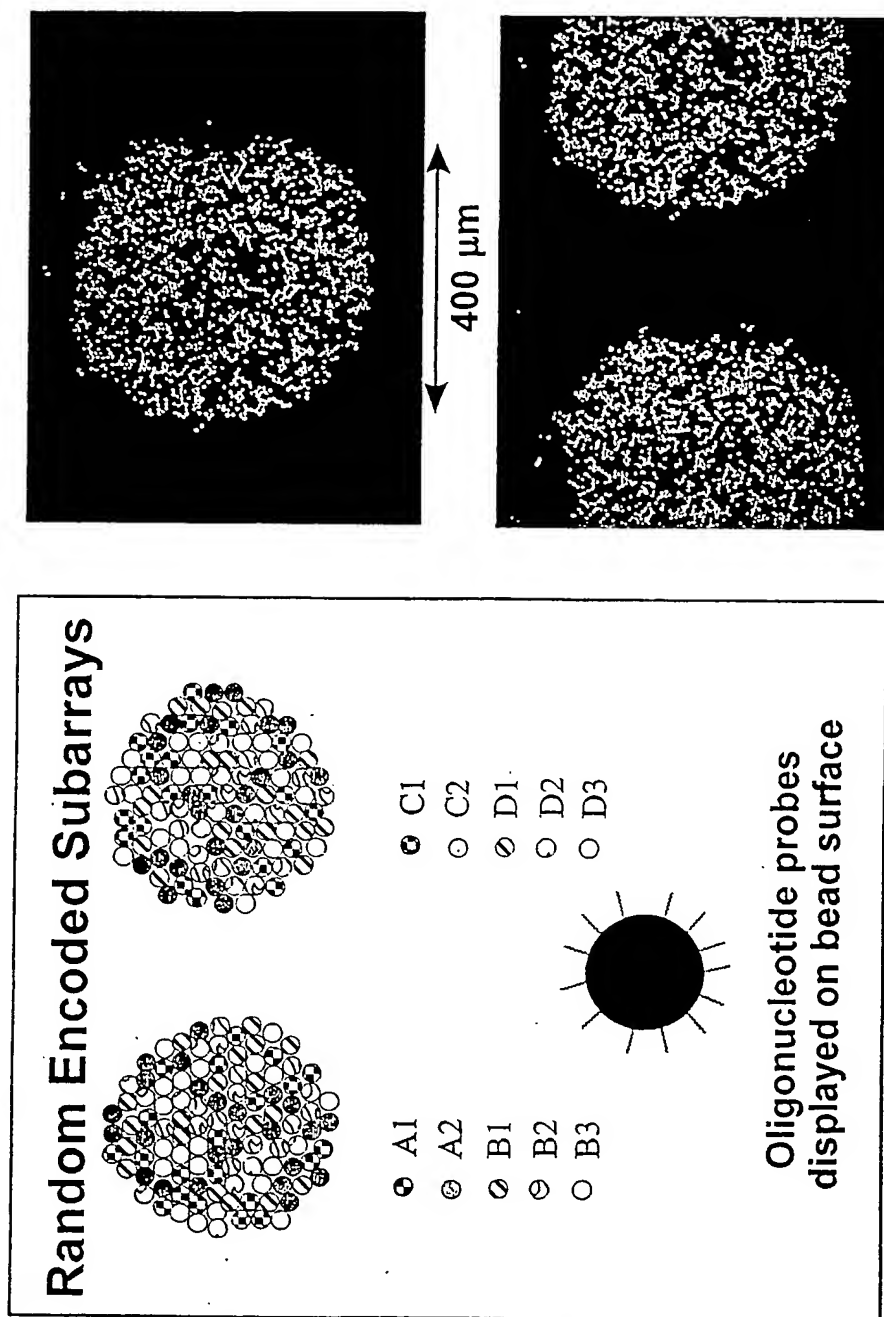 Random Encoded Subarrays
A1
A2
B1
B2
B3
C1
C2
D1
D2
D3
Oligonucleotide probes
displayed on bead surface
400 μm